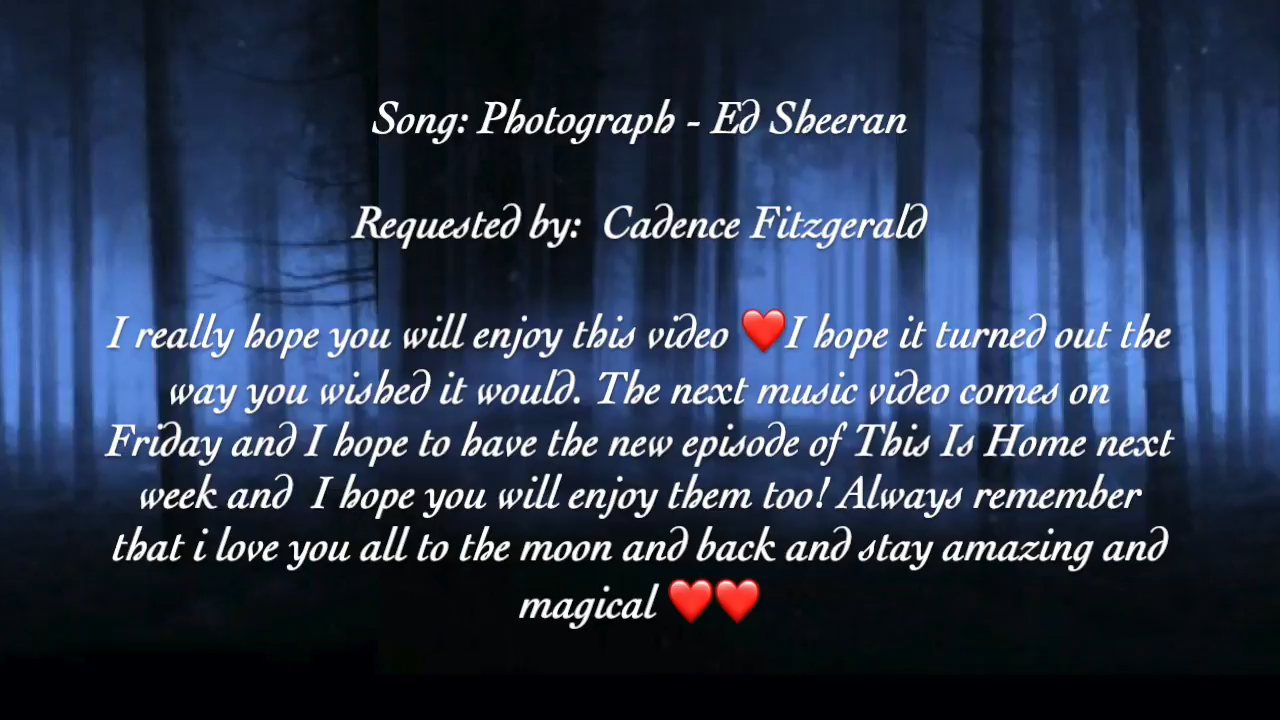 Song: Photograph - Ed Sheeran
Requested by:  Cadence Fitzgerald
I really hope you will enjoy this video ❤️I hope it turned out the
way you wished it would. The next music video comes on
Friday and I hope to have the new episode of This Is Home next
week and  I hope you will enjoy them too! Always remember
that i love you all to the moon and back and stay amazing and
magical ❤️❤️